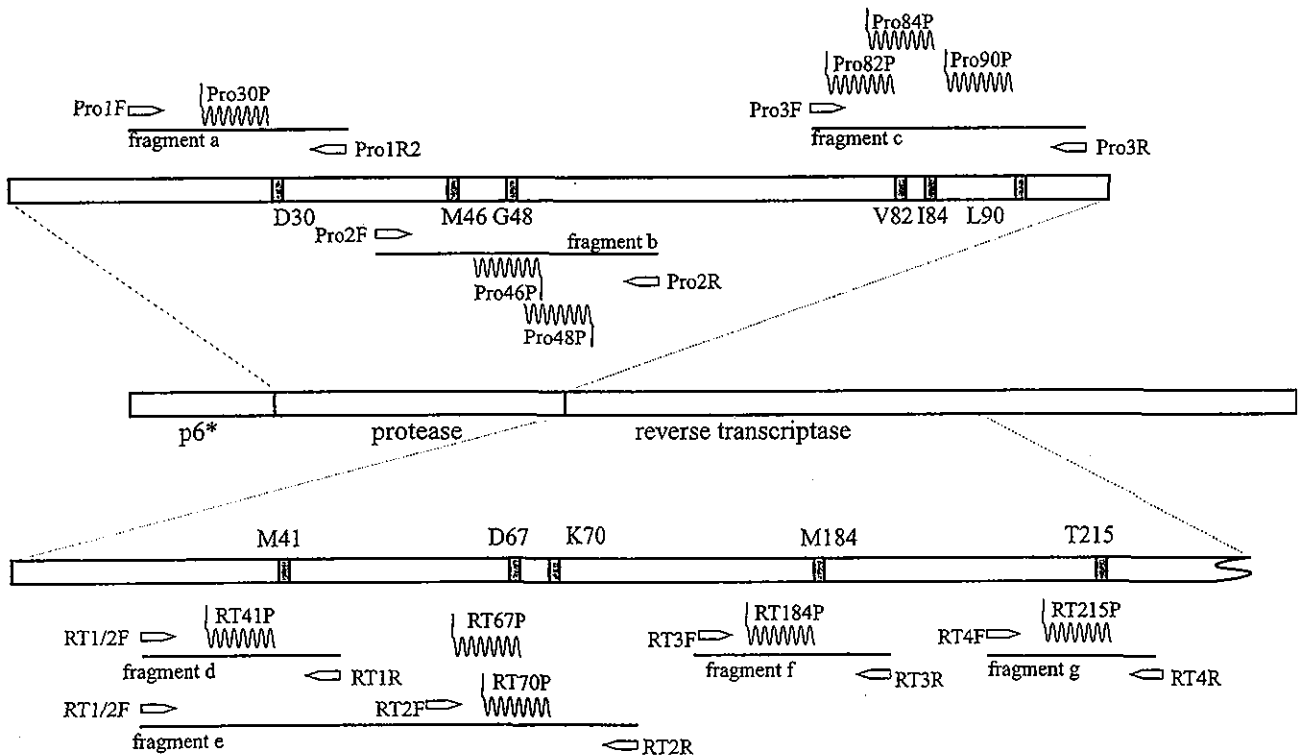 Pro84P
Pro82P
Pro90P
Pro30P
Pro1F
Pro3F
fragment a
fragment c
Pro1R2
Pro3R
D30
M46
G48
V82
I84
L90
Pro2F
fragment b
Pro46P
Pro2R
Pro48P
p6*
protease
reverse transcriptase
M41
D67
K70
M184
T215
RT41P
RT67P
RT184P
RT215P
RT1/2F
RT3F
RT4F
fragment d
RT1R
fragment f
RT3R
fragment g
RT4R
RT70P
RT1/2F
RT2F
fragment e
RT2R